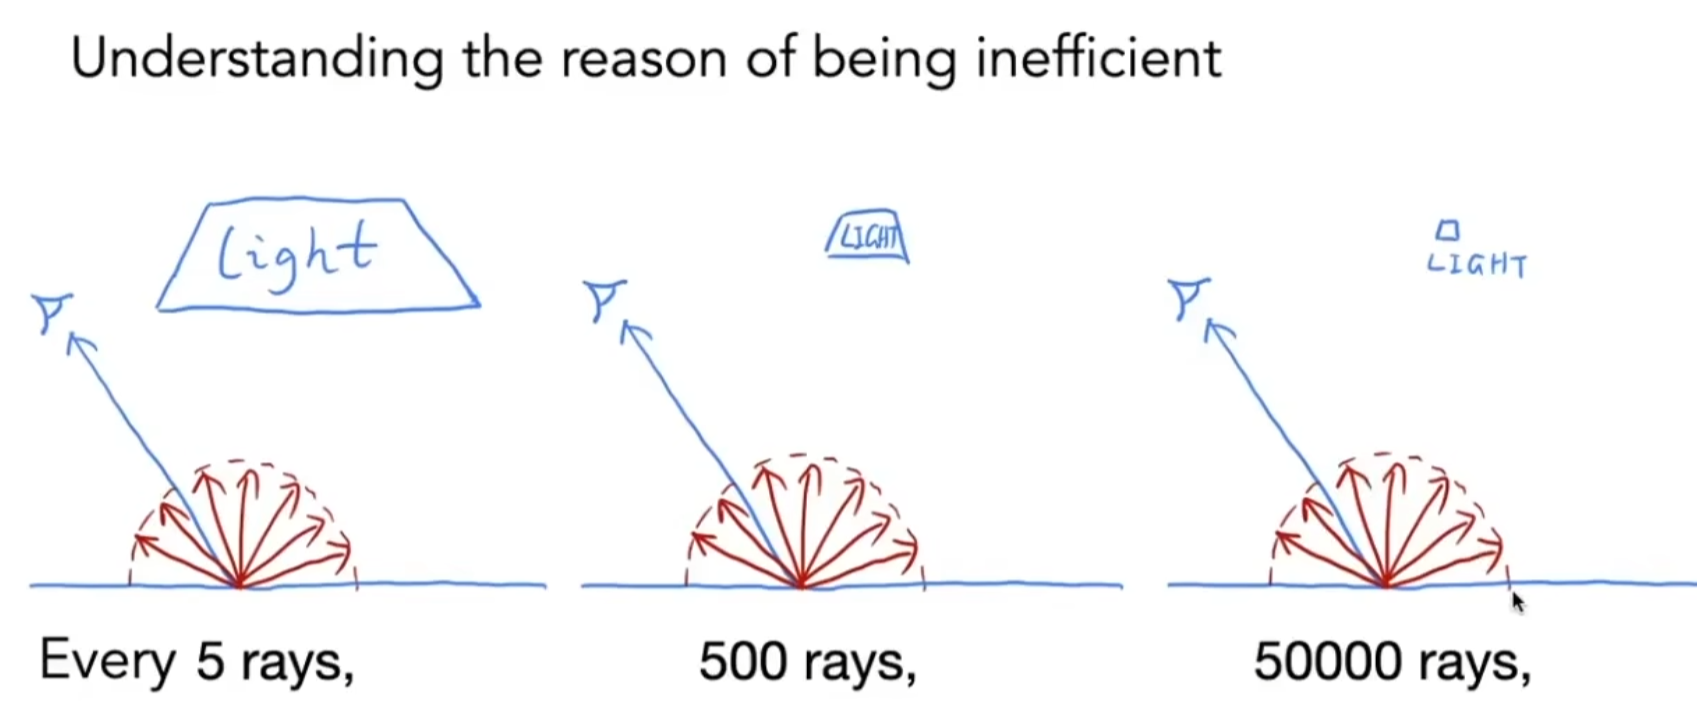 Understanding the reason of being inefficient
Light
LIGHT
LIGHT
Every 5 rays,
500 rays,
50000 rays,